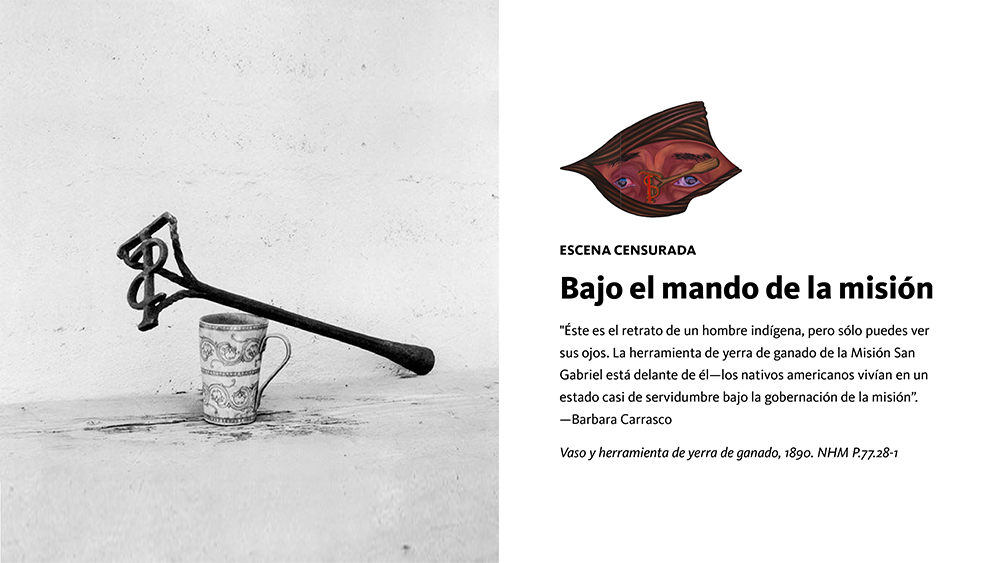 ESCENA CENSURADA
Bajo el mando de la misión
"Éste es el retrato de un hombre indígena, pero sólo puedes ver
sus ojos. La herramienta de yerra de ganado de la Misión San
Gabriel está delante de él—los nativos americanos vivían en un
estado casi de servidumbre bajo la gobernación de la misión”.
—Barbara Carrasco
Vaso y herramienta de yerra de ganado, 1890. NHM P.77.28-1